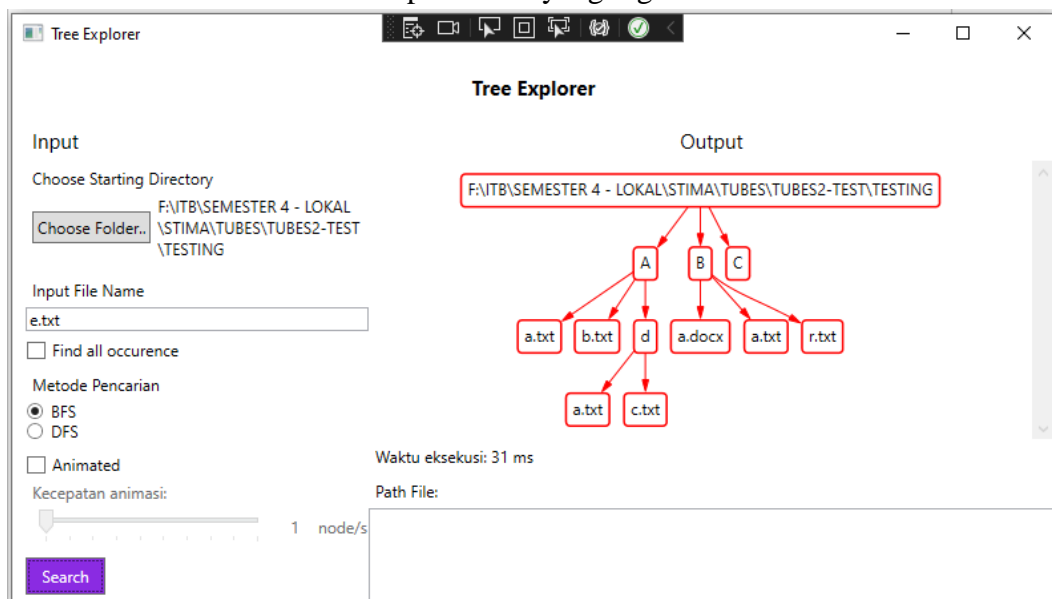 Tree Explorer
Tree Explorer
Input
Output
Choose Starting Directory
Choose Folder..
F:\ITB\SEMESTER 4 - LOKAL
\STIMA\TUBES\TUBES2-TEST
\TESTING
F:\ITB\SEMESTER 4 - LOKAL\STIMA\TUBES\TUBES2-TEST\TESTING
A B C
Input File Name
e.txt
a.txt b.txt d a.docx a.txt r.txt
Find all occurence
Metode Pencarian
BFS
DFS
a.txt c.txt
Animated
Waktu eksekusi: 31 ms
Kecepatan animasi:
1 node/s
Path File:
Search